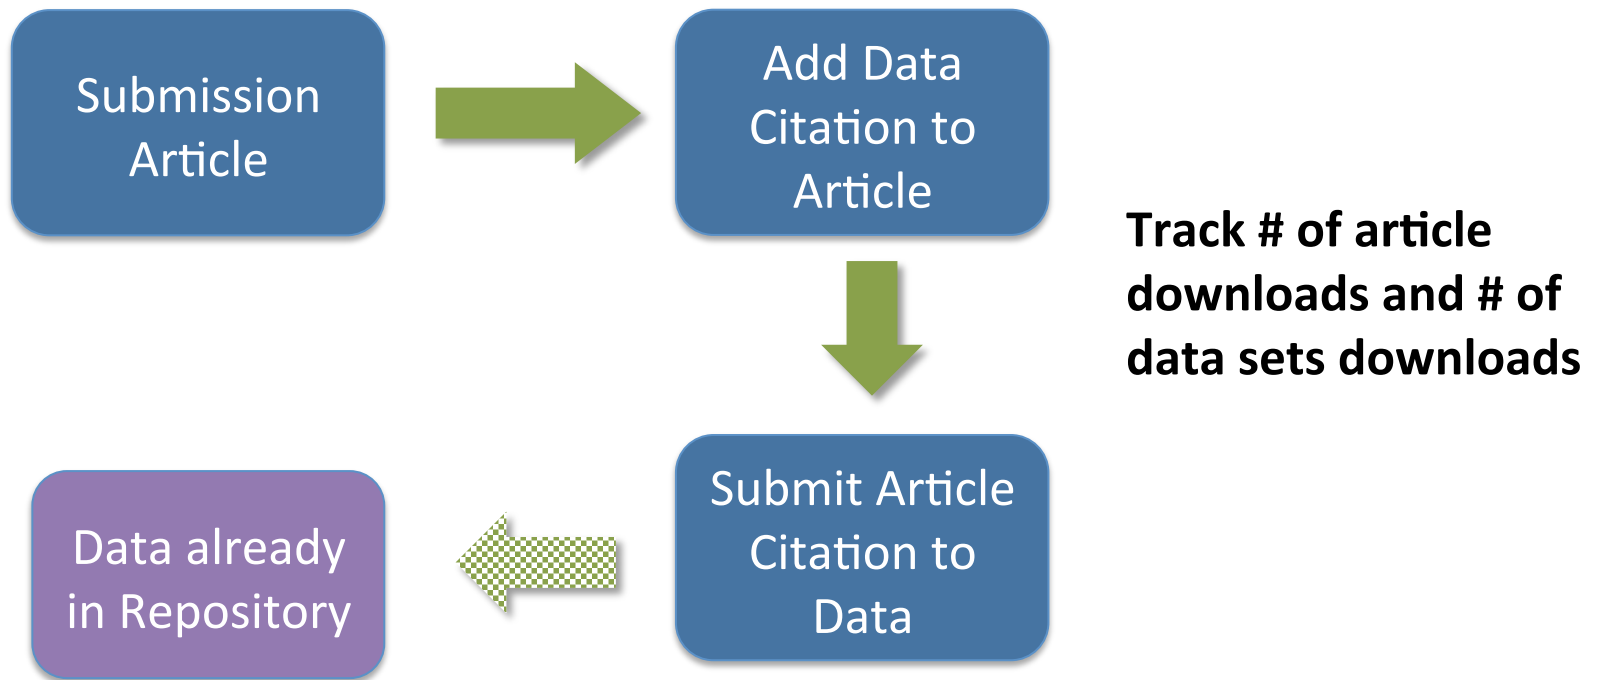 Submission
Article
Add Data
Citation to
Article
Track # of article
downloads and # of
data sets downloads
Data already
in Repository
Submit Article
Citation to
Data